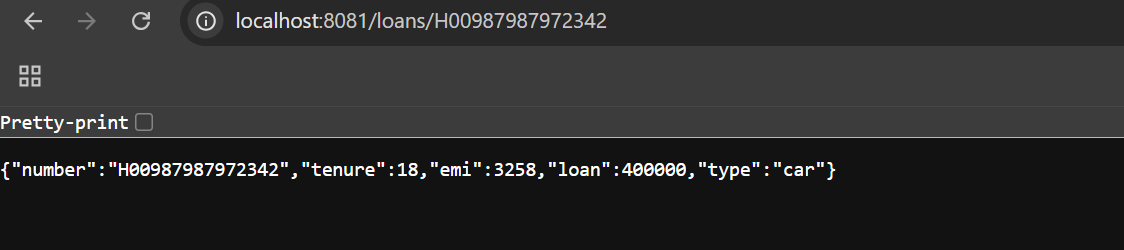 localhost:8081/loans/H00987987972342
Pretty-print
{"number":"H00987987972342","tenure":18,"emi":3258,"loan":400000,"type":"car"}